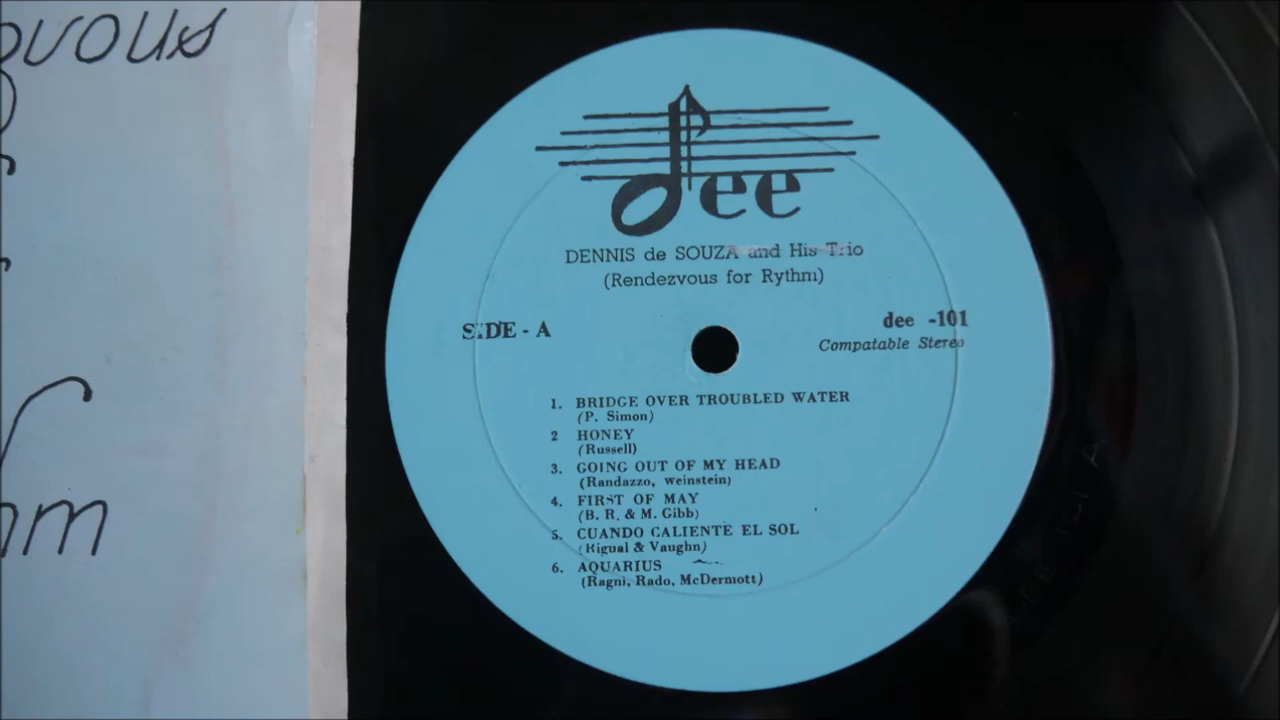 dee
DENNIS de SOUZA and His Trio
(Rendezvous for Rythm)
SIDE - A
dee -101
Compatable Stereo
1. BRIDGE OVER TROUBLED WATER
(P. Simon)
2 HONEY
(Russell)
3. GOING OUT OF MY HEAD
(Randazzo, weinstein)
4. FIRST OF MAY
(B. R. & M. Gibb)
5. CUANDO CALIENTE EL SOL
(Rigual & Vaughn)
6. AQUARIUS
(Ragni, Rado, McDermott)